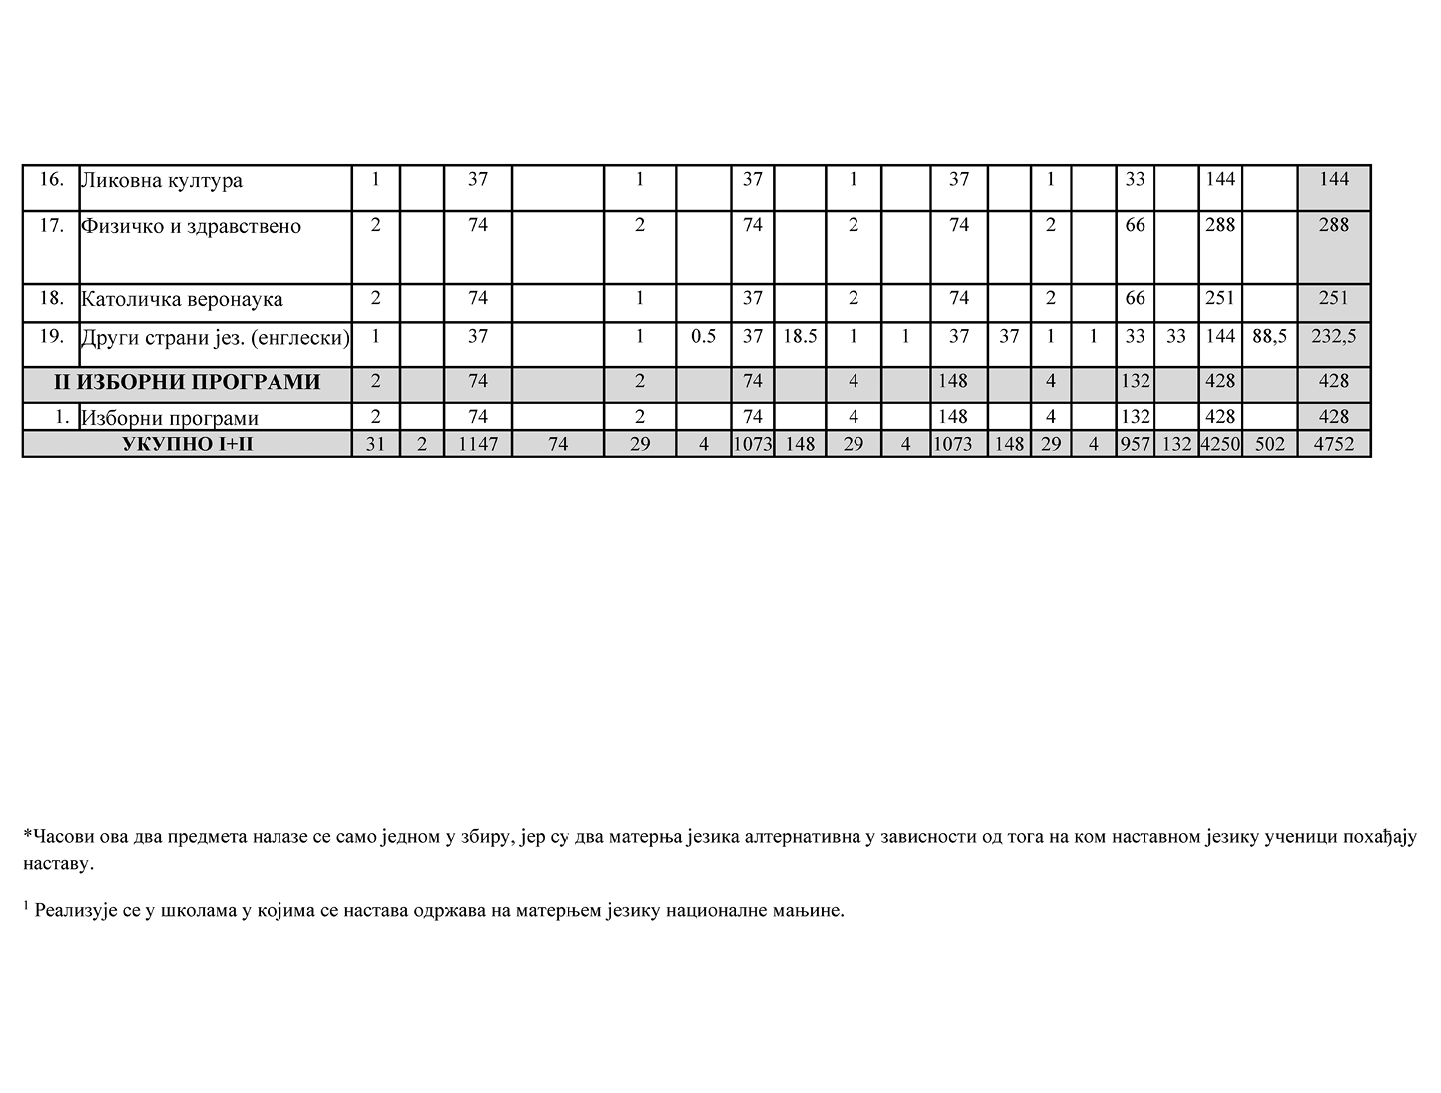 16. Ликовна култура 1 37 1 37 1 37 1 33 144 144
17. Физичко и здравствено 2 74 2 74 2 74 2 66 288 288
18. Католичка веронаука 2 74 1 37 2 74 2 66 251 251
19. Други страни јез. (енглески) 1 37 1 0.5 37 18.5 1 1 37 37 1 1 33 33 144 88,5 232,5
II ИЗБОРНИ ПРОГРАМИ 2 74 2 74 4 148 4 132 428 428
1. Изборни програми 2 74 2 74 4 148 4 132 428 428
УКУПНО I+II 31 2 1147 74 29 4 1073 148 29 4 1073 148 29 4 957 132 4250 502 4752
*Часови ова два предмета налазе се само једном у збиру, јер су два матерња језика алтернативна у зависности од тога на ком наставном језику ученици похађају
наставу.
1 Реализује се у школама у којима се настава одржава на матерњем језику националне мањине.